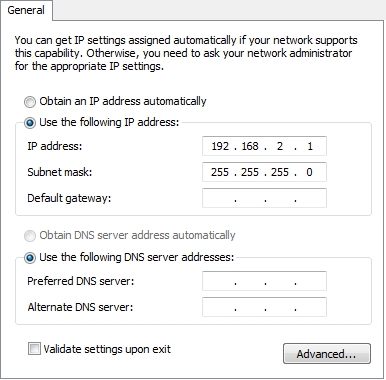 General
You can get IP settings assigned automatically if your network supports
this capability. Otherwise, you need to ask your network administrator
for the appropriate IP settings.
Obtain an IP address automatically
Use the following IP address:
IP address: 192 . 168 . 2 . 1
Subnet mask: 255 . 255 . 255 . 0
Default gateway: . . .
Obtain DNS server address automatically
Use the following DNS server addresses:
Preferred DNS server: . . .
Alternate DNS server: . . .
Validate settings upon exit
Advanced...